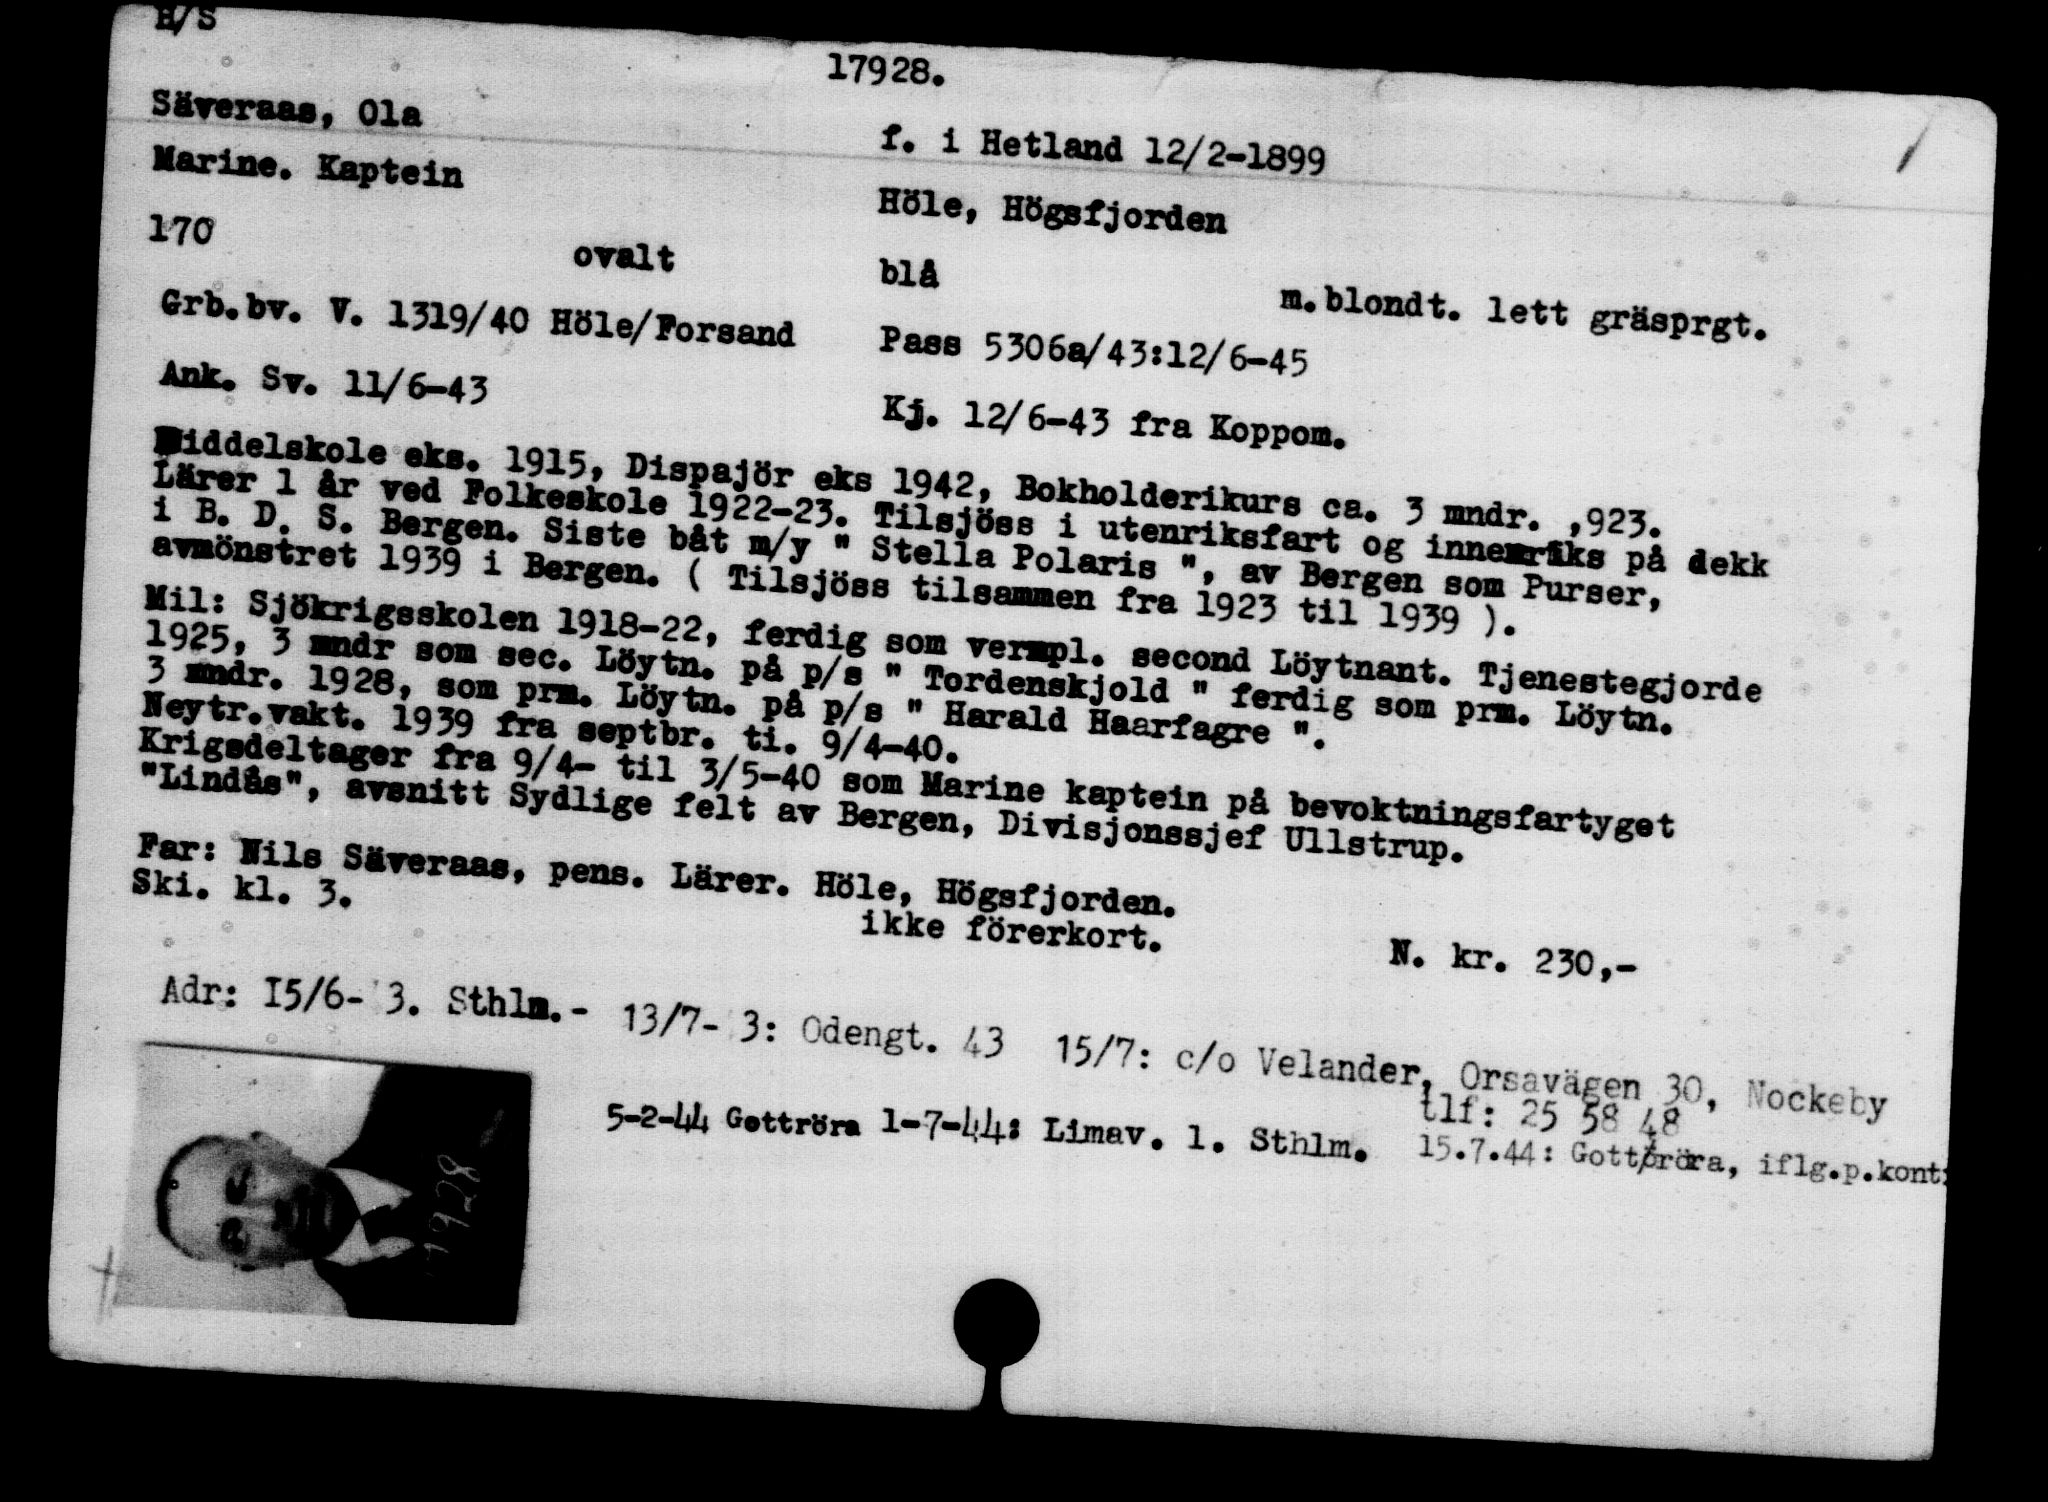 H/S
17928.
Säveraas, Ola
f. i Hetland 12/2-1899
Marine. Kaptein
Höle, Högsfjorden
170
ovalt
blå
m.blondt. lett gräsprgt.
Grb.bv. V. 1319/40 Höle/Forsand
Pass 5306a/43:12/6-45
Ank. Sv. 11/6-43
Kj. 12/6-43 fra Koppom.
Middelskole eks. 1915, Dispajör eks 1942, Bokholderikurs ca. 3 mndr. ,923.
Lärer 1 år ved Folkeskole 1922-23. Tilsjöss i utenriksfart og innenriks på dekk
i B. D. S. Bergen. Siste båt m/y " Stella Polaris ", av Bergen som Purser,
avmönstret 1939 i Bergen. ( Tilsjöss tilsammen fra 1923 til 1939 ).
Mil: Sjökrigsskolen 1918-22, ferdig som vernpl. second Löytnant. Tjenestegjorde
1925, 3 mndr som sec. Löytn. på p/s " Tordenskjold " ferdig som prm. Löytn.
3 mndr. 1928, som prm. Löytn. på p/s " Harald Haarfagre ".
Neytr.vakt. 1939 fra septbr. ti. 9/4-40.
Krigsdeltager fra 9/4- til 3/5-40 som Marine kaptein på bevoktningsfartyget
"Lindås", avsnitt Sydlige felt av Bergen, Divisjonssjef Ullstrup.
Far: Nils Säveraas, pens. Lärer. Höle, Högsfjorden.
Ski. kl. 3.
ikke förerkort.
N. kr. 230,-
Adr: I5/6- 3. Sthlm.- 13/7- 3: Odengt. 43 15/7: c/o Velander, Orsavägen 30, Nockeby
tlf: 25 58 48
5-2-44 Gottröra 1-7-44: Limav. 1. Sthlm. 15.7.44: Gottröra, iflg.p.kont:
17928